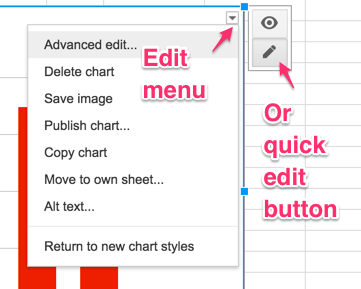 Advanced edit...
Delete chart
Save image
Publish chart...
Copy chart
Move to own sheet...
Alt text...
Return to new chart styles
Edit
menu
Or
quick
edit
button